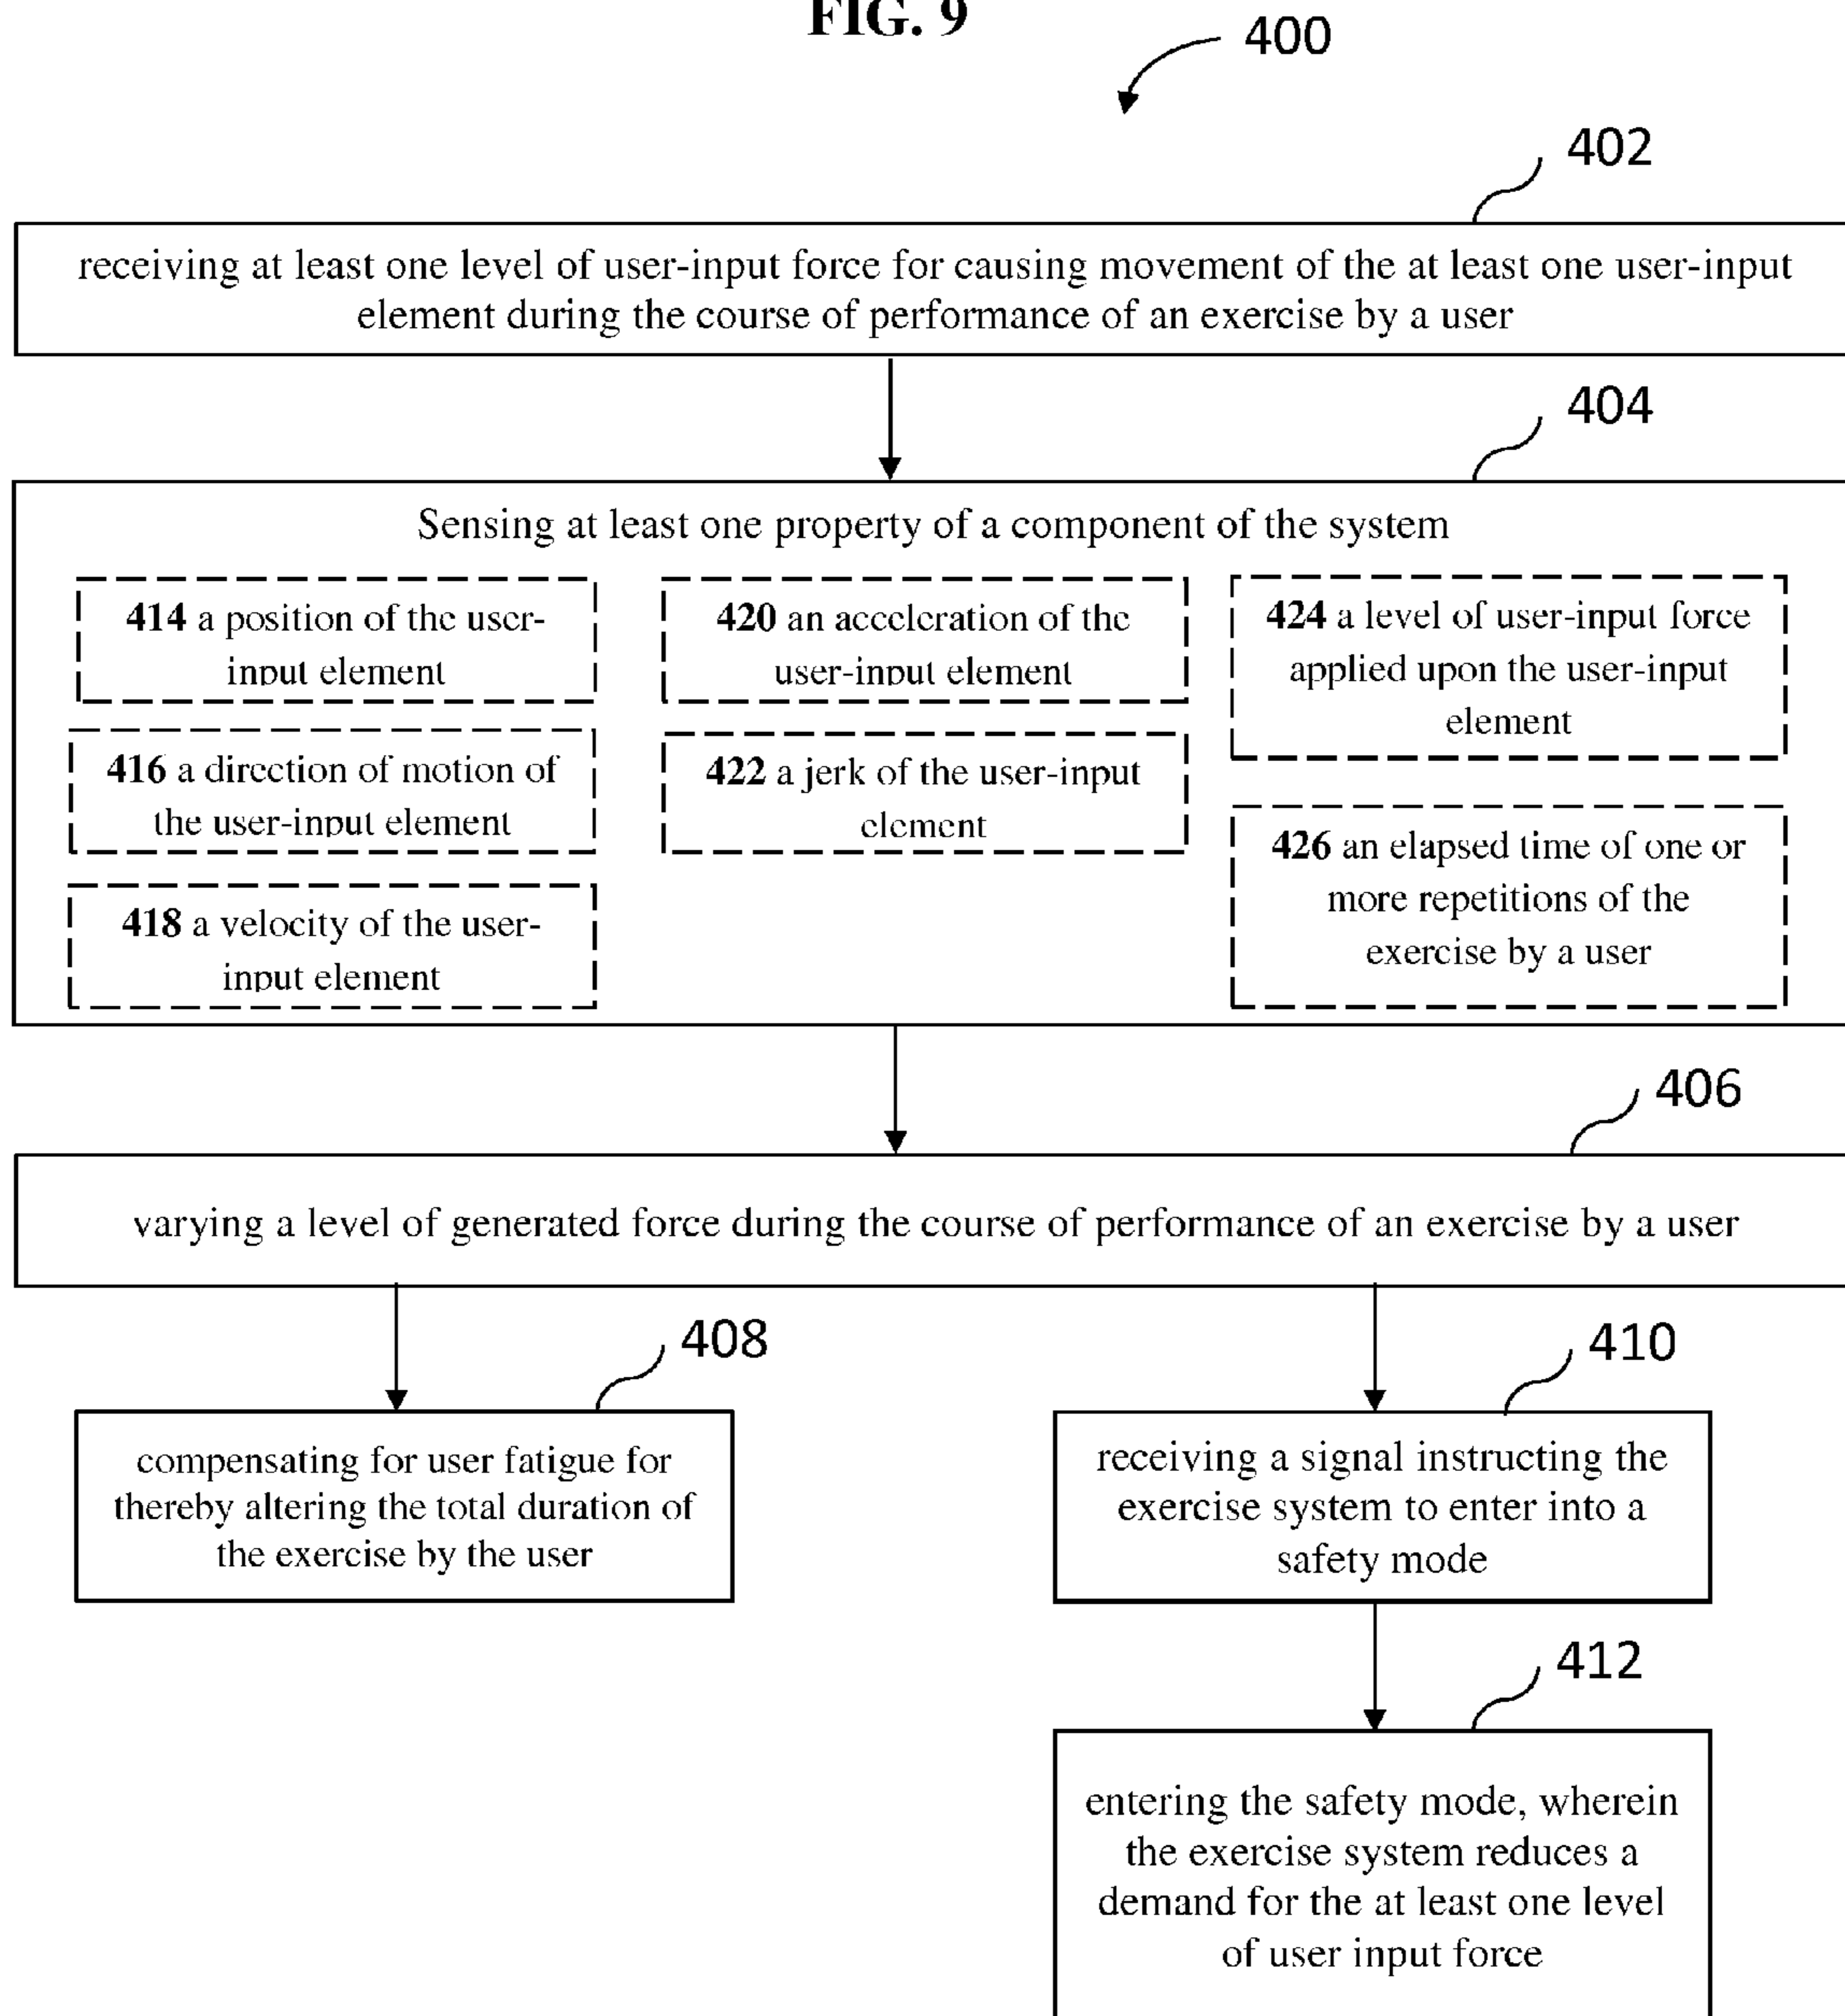 FIG. 9
400
402
receiving at least one level of user-input force for causing movement of the at least one user-input
element during the course of performance of an exercise by a user
404
Sensing at least one property of a component of the system
414 a position of the user-
input element
416 a direction of motion of
the user-input element
418 a velocity of the user-
input element
420 an acceleration of the
user-input element
422 a jerk of the user-input
element
424 a level of user-input force
applied upon the user-input
element
426 an elapsed time of one or
more repetitions of the
exercise by a user
406
varying a level of generated force during the course of performance of an exercise by a user
408
compensating for user fatigue for
thereby altering the total duration of
the exercise by the user
410
receiving a signal instructing the
exercise system to enter into a
safety mode
412
entering the safety mode, wherein
the exercise system reduces a
demand for the at least one level
of user input force